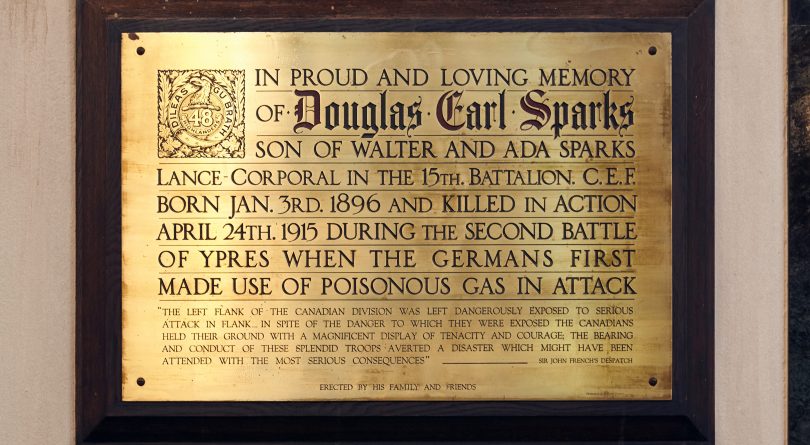 DILEAS GU BRATH
48
HIGHLANDERS
IN PROUD AND LOVING MEMORY
OF · Douglas · Earl · Sparks
SON OF WALTER AND ADA SPARKS
LANCE-CORPORAL IN THE 15TH. BATTALION. C.E.F.
BORN JAN. 3RD. 1896 AND KILLED IN ACTION
APRIL 24TH. 1915 DURING THE SECOND BATTLE
OF YPRES WHEN THE GERMANS FIRST
MADE USE OF POISONOUS GAS IN ATTACK
"THE LEFT FLANK OF THE CANADIAN DIVISION WAS LEFT DANGEROUSLY EXPOSED TO SERIOUS
ATTACK IN FLANK... IN SPITE OF THE DANGER TO WHICH THEY WERE EXPOSED THE CANADIANS
HELD THEIR GROUND WITH A MAGNIFICENT DISPLAY OF TENACITY AND COURAGE; THE BEARING
AND CONDUCT OF THESE SPLENDID TROOPS AVERTED A DISASTER WHICH MIGHT HAVE BEEN
ATTENDED WITH THE MOST SERIOUS CONSEQUENCES" SIR JOHN FRENCH'S DESPATCH
ERECTED BY HIS FAMILY AND FRIENDS